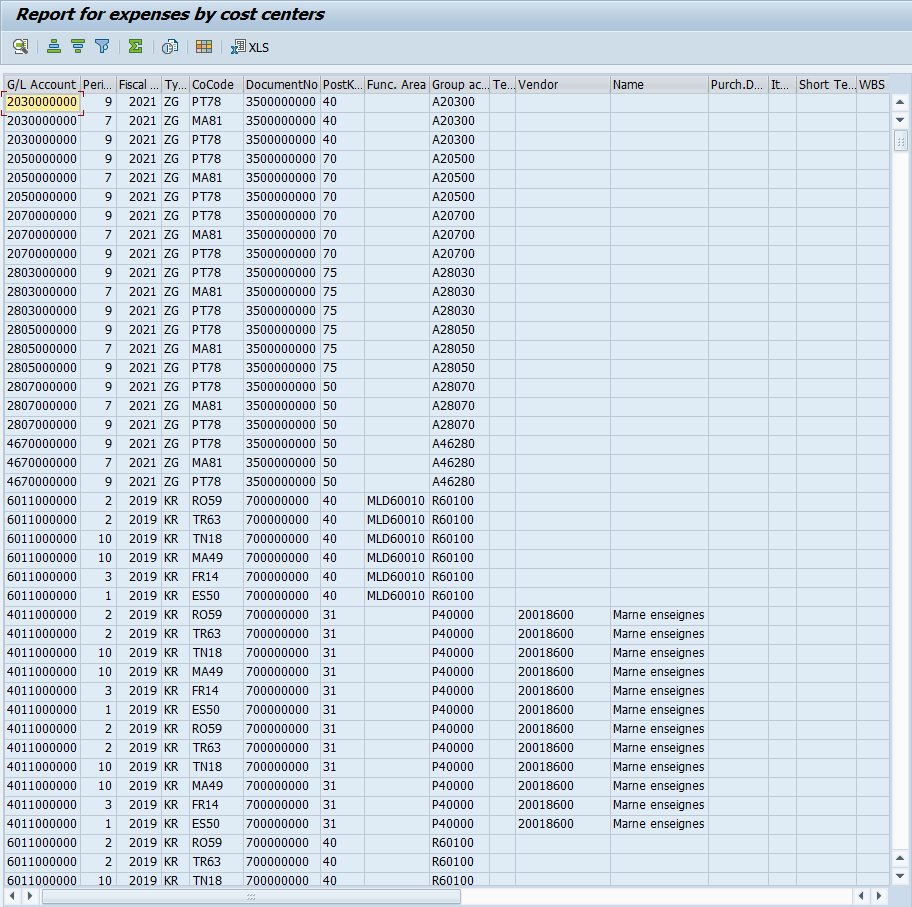 Report for expenses by cost centers
XLS
G/L Account Peri... Fiscal ... Ty... CoCode DocumentNo PostK... Func. Area Group ac... Te... Vendor Name Purch.D... It... Short Te... WBS
2030000000 9 2021 ZG PT78 3500000000 40 A20300
2030000000 7 2021 ZG MA81 3500000000 40 A20300
2030000000 9 2021 ZG PT78 3500000000 40 A20300
2050000000 9 2021 ZG PT78 3500000000 70 A20500
2050000000 7 2021 ZG MA81 3500000000 70 A20500
2050000000 9 2021 ZG PT78 3500000000 70 A20500
2070000000 9 2021 ZG PT78 3500000000 70 A20700
2070000000 7 2021 ZG MA81 3500000000 70 A20700
2070000000 9 2021 ZG PT78 3500000000 70 A20700
2803000000 9 2021 ZG PT78 3500000000 75 A28030
2803000000 7 2021 ZG MA81 3500000000 75 A28030
2803000000 9 2021 ZG PT78 3500000000 75 A28030
2805000000 9 2021 ZG PT78 3500000000 75 A28050
2805000000 7 2021 ZG MA81 3500000000 75 A28050
2805000000 9 2021 ZG PT78 3500000000 75 A28050
2807000000 9 2021 ZG PT78 3500000000 50 A28070
2807000000 7 2021 ZG MA81 3500000000 50 A28070
2807000000 9 2021 ZG PT78 3500000000 50 A28070
4670000000 9 2021 ZG PT78 3500000000 50 A46280
4670000000 7 2021 ZG MA81 3500000000 50 A46280
4670000000 9 2021 ZG PT78 3500000000 50 A46280
6011000000 2 2019 KR RO59 700000000 40 MLD60010 R60100
6011000000 2 2019 KR TR63 700000000 40 MLD60010 R60100
6011000000 10 2019 KR TN18 700000000 40 MLD60010 R60100
6011000000 10 2019 KR MA49 700000000 40 MLD60010 R60100
6011000000 3 2019 KR FR14 700000000 40 MLD60010 R60100
6011000000 1 2019 KR ES50 700000000 40 MLD60010 R60100
4011000000 2 2019 KR RO59 700000000 31 P40000 20018600 Marne enseignes
4011000000 2 2019 KR TR63 700000000 31 P40000 20018600 Marne enseignes
4011000000 10 2019 KR TN18 700000000 31 P40000 20018600 Marne enseignes
4011000000 10 2019 KR MA49 700000000 31 P40000 20018600 Marne enseignes
4011000000 3 2019 KR FR14 700000000 31 P40000 20018600 Marne enseignes
4011000000 1 2019 KR ES50 700000000 31 P40000 20018600 Marne enseignes
4011000000 2 2019 KR RO59 700000000 31 P40000 20018600 Marne enseignes
4011000000 2 2019 KR TR63 700000000 31 P40000 20018600 Marne enseignes
4011000000 10 2019 KR TN18 700000000 31 P40000 20018600 Marne enseignes
4011000000 10 2019 KR MA49 700000000 31 P40000 20018600 Marne enseignes
4011000000 3 2019 KR FR14 700000000 31 P40000 20018600 Marne enseignes
4011000000 1 2019 KR ES50 700000000 31 P40000 20018600 Marne enseignes
6011000000 2 2019 KR RO59 700000000 40 R60100
6011000000 2 2019 KR TR63 700000000 40 R60100
6011000000 10 2019 KR TN18 700000000 40 R60100